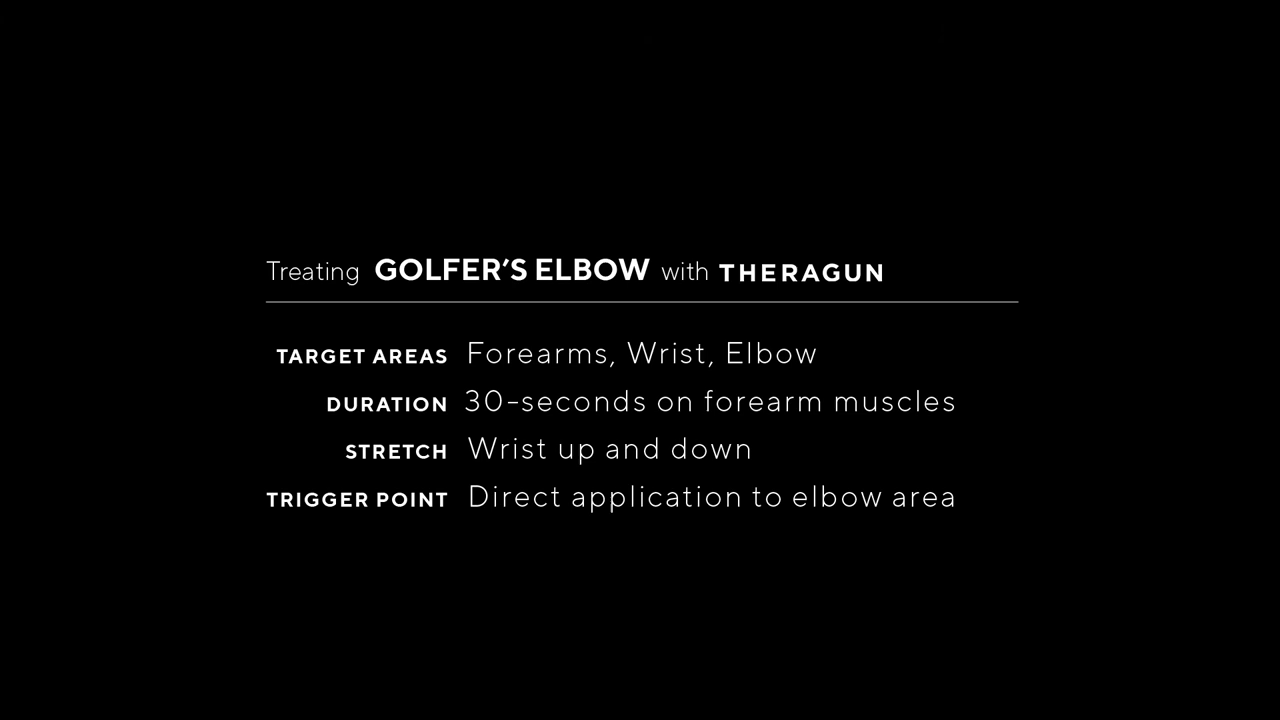 Treating GOLFER’S ELBOW with THERAGUN
TARGET AREAS Forearms, Wrist, Elbow
DURATION 30-seconds on forearm muscles
STRETCH Wrist up and down
TRIGGER POINT Direct application to elbow area